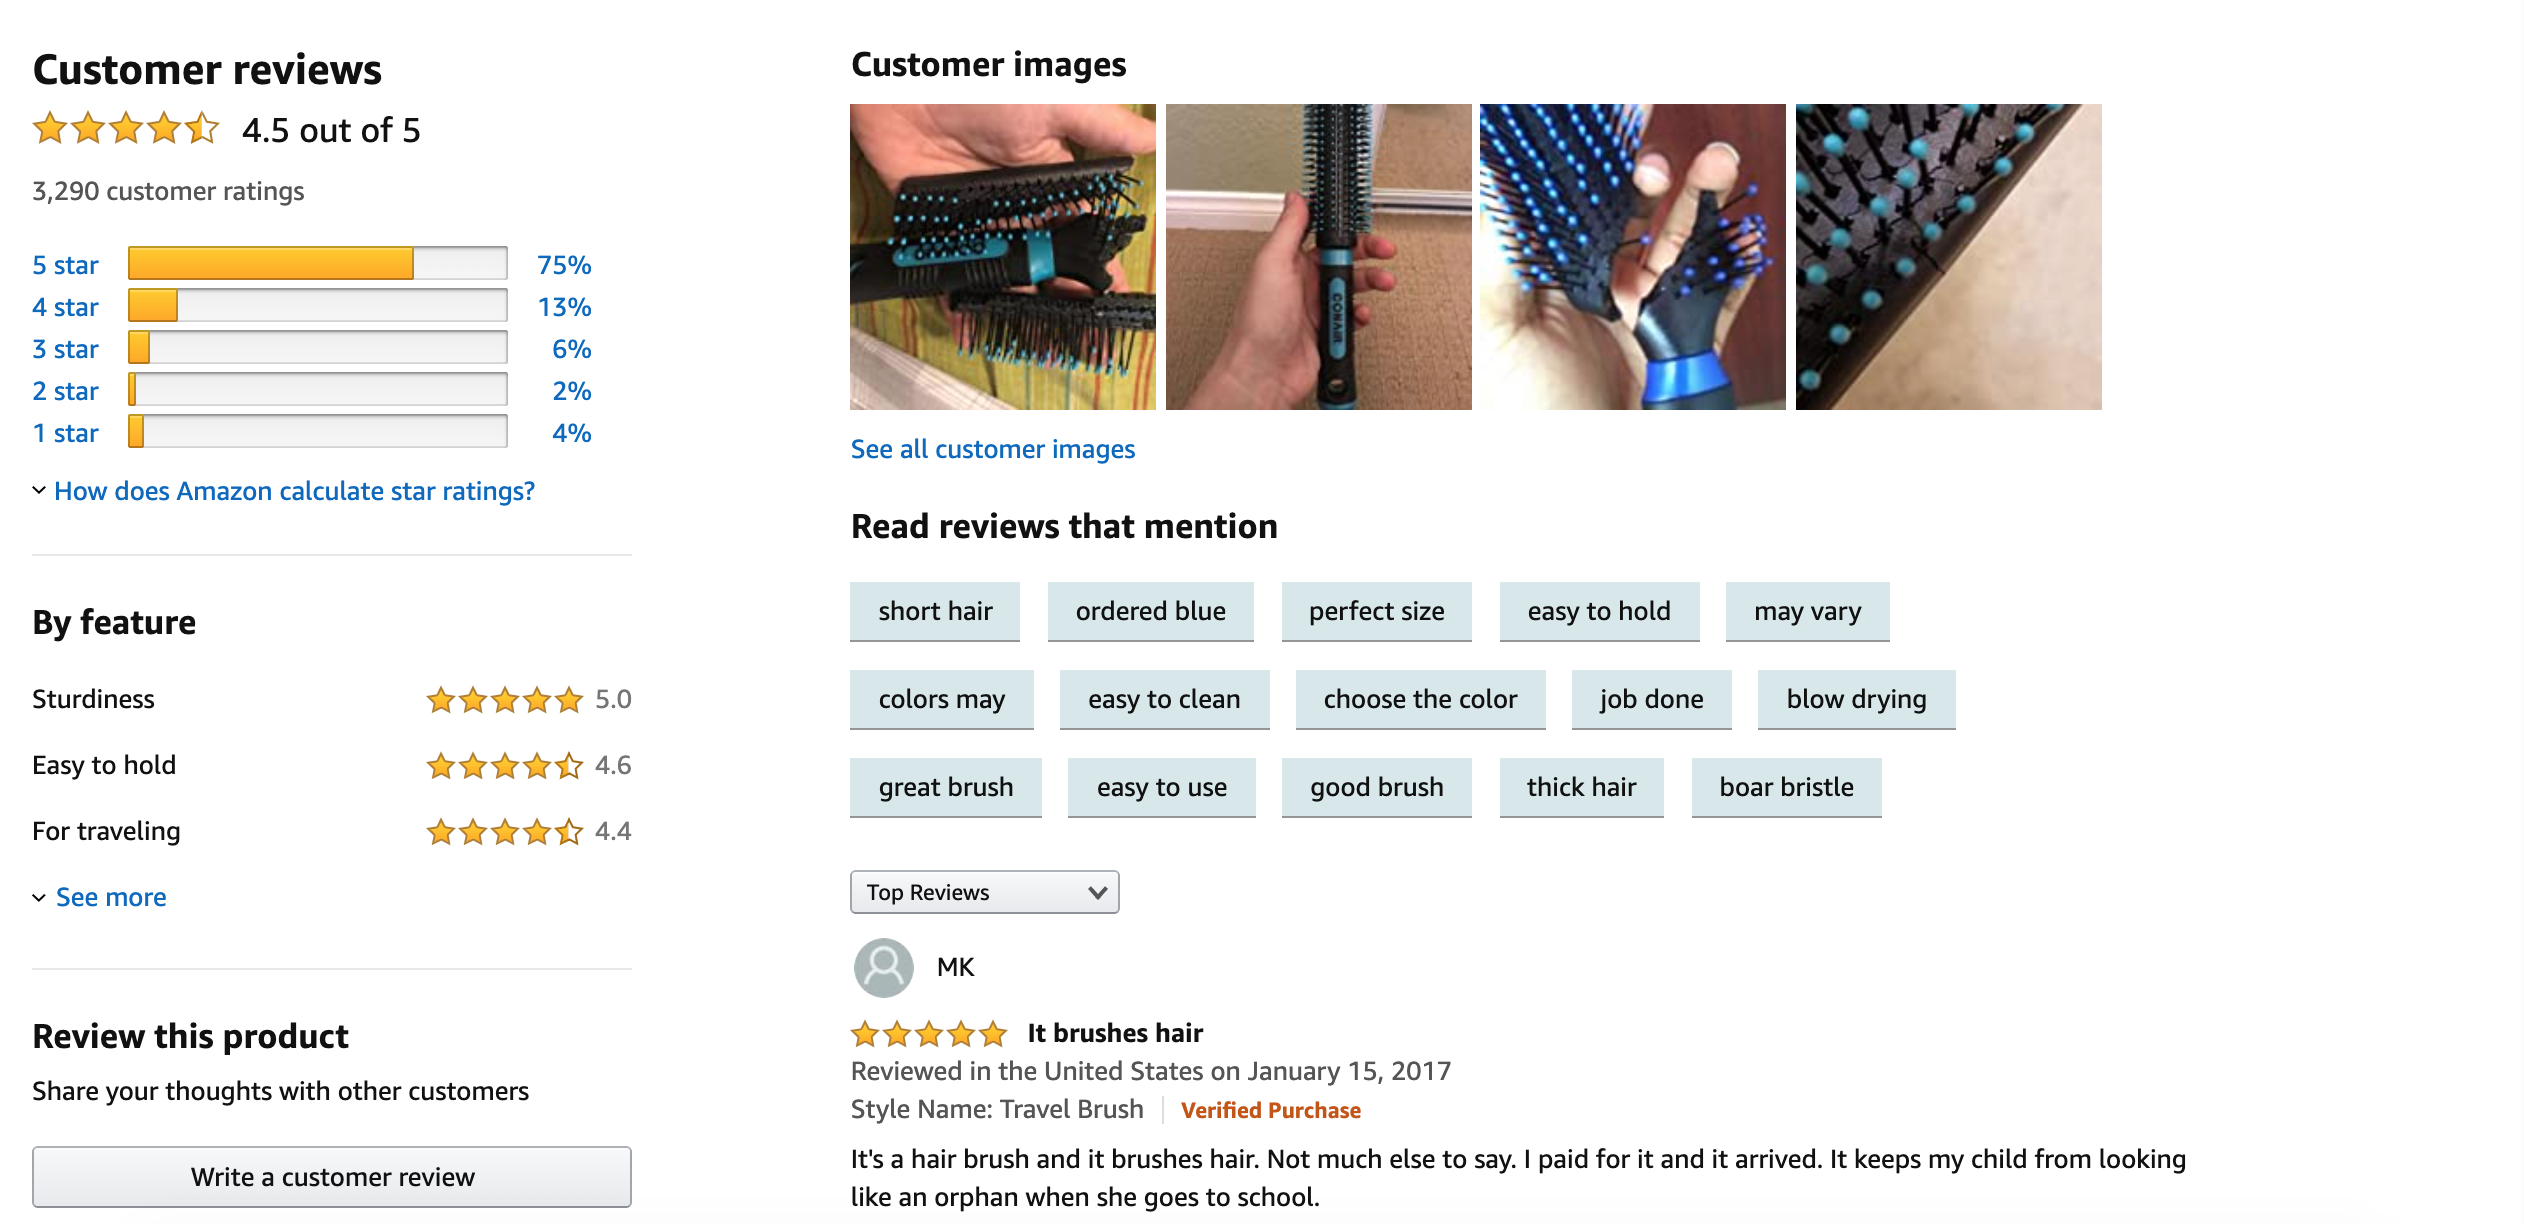 Customer reviews
4.5 out of 5
3,290 customer ratings
5 star 75%
4 star 13%
3 star 6%
2 star 2%
1 star 4%
How does Amazon calculate star ratings?
By feature
Sturdiness 5.0
Easy to hold 4.6
For traveling 4.4
See more
Review this product
Share your thoughts with other customers
Write a customer review
Customer images
CONAIR
See all customer images
Read reviews that mention
short hair ordered blue perfect size easy to hold may vary
colors may easy to clean choose the color job done blow drying
great brush easy to use good brush thick hair boar bristle
Top Reviews
MK
It brushes hair
Reviewed in the United States on January 15, 2017
Style Name: Travel Brush Verified Purchase
It's a hair brush and it brushes hair. Not much else to say. I paid for it and it arrived. It keeps my child from looking
like an orphan when she goes to school.